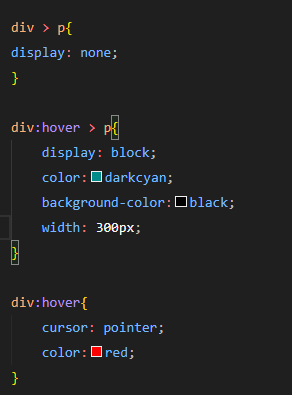 div > p{
display: none;
}
div:hover > p{
display: block;
color: darkcyan;
background-color: black;
width: 300px;
}
div:hover{
cursor: pointer;
color: red;
}